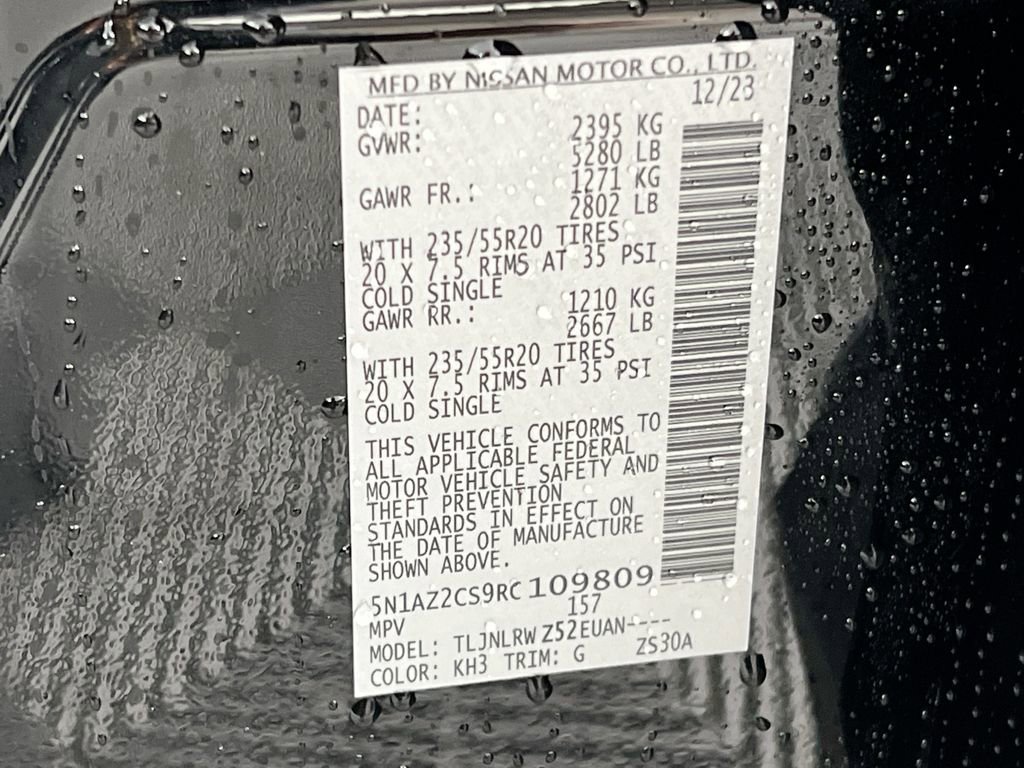 MFD BY NISSAN MOTOR CO., LTD.
DATE: 12/23
GVWR: 2395 KG
5280 LB
GAWR FR.: 1271 KG
2802 LB
WITH 235/55R20 TIRES
20 X 7.5 RIMS AT 35 PSI
COLD SINGLE
GAWR RR.: 1210 KG
2667 LB
WITH 235/55R20 TIRES
20 X 7.5 RIMS AT 35 PSI
COLD SINGLE
THIS VEHICLE CONFORMS TO
ALL APPLICABLE FEDERAL
MOTOR VEHICLE SAFETY AND
THEFT PREVENTION
STANDARDS IN EFFECT ON
THE DATE OF MANUFACTURE
SHOWN ABOVE.
5N1AZ2CS9RC 109809
MPV 157
MODEL: TLJNLRW Z52EUAN-----
COLOR: KH3 TRIM: G ZS30A